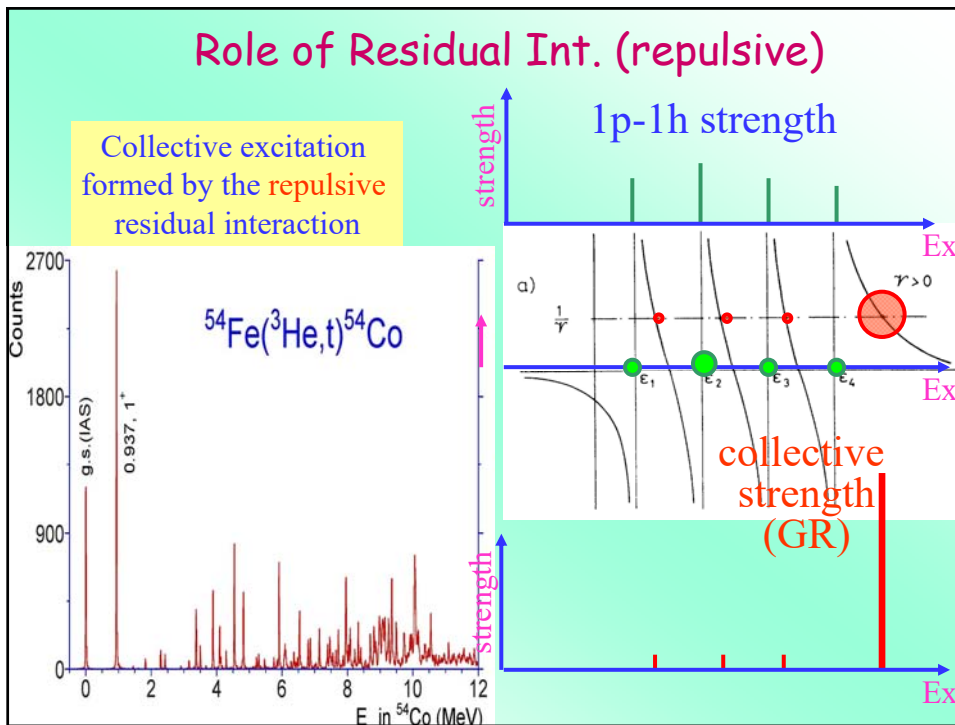 Role of Residual Int. (repulsive)
Collective excitation
formed by the repulsive
residual interaction
1p-1h strength
strength
Ex
a)
1/r
r>0
ε1
ε2
ε3
ε4
Ex
collective
strength
(GR)
strength
Ex
Counts
2700
1800
900
0
⁵⁴Fe(³He,t)⁵⁴Co
g.s.(IAS)
0.937, 1⁺
0
2
4
6
8
10
12
E in ⁵⁴Co (MeV)